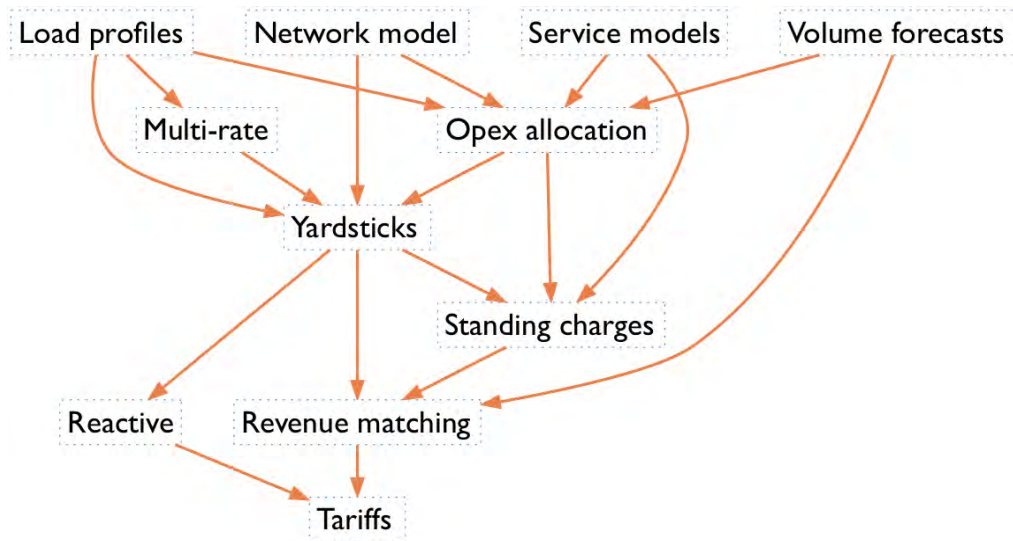 Load profiles
Network model
Service models
Volume forecasts
Multi-rate
Opex allocation
Yardsticks
Standing charges
Reactive
Revenue matching
Tariffs